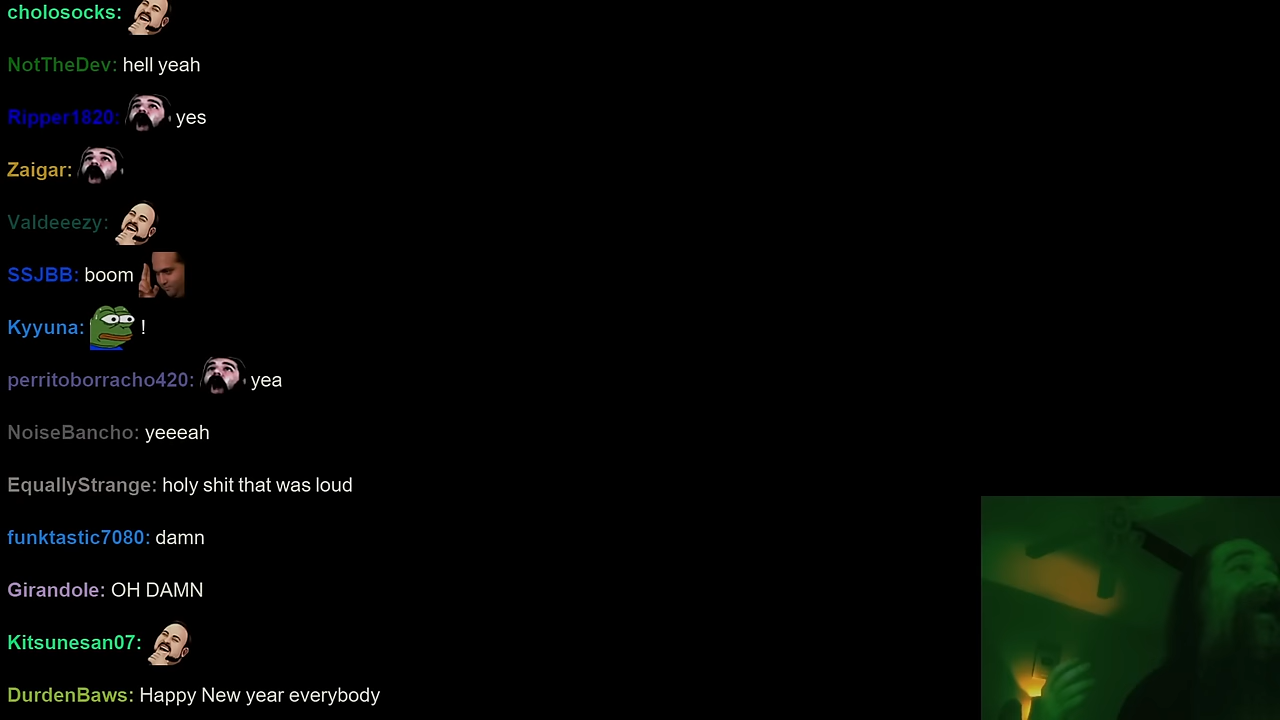 cholosocks:
NotTheDev: hell yeah
Ripper1820: yes
Zaigar:
Valdeeezy:
SSJBB: boom
Kyyuna: !
perritoborracho420: yea
NoiseBancho: yeeeah
EquallyStrange: holy shit that was loud
funktastic7080: damn
Girandole: OH DAMN
Kitsunesan07:
DurdenBaws: Happy New year everybody